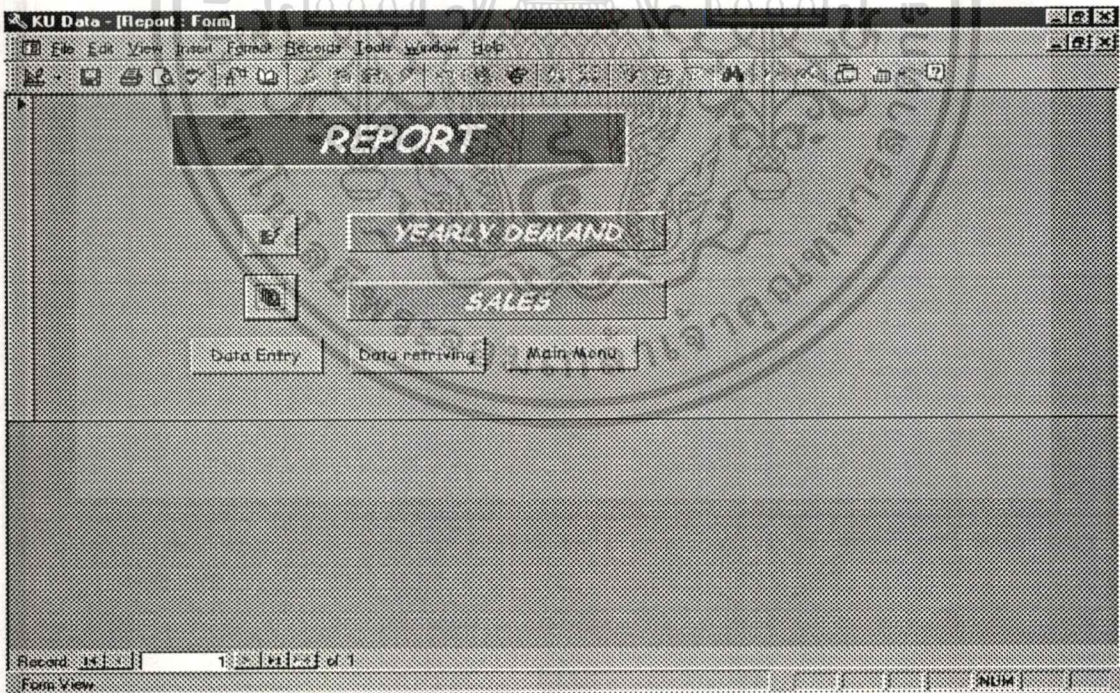 KU Data - [Report : Form]
File Edit View Insert Format Records Tools Window Help
REPORT
YEARLY DEMAND
SALES
Data Entry Data retriving Main Menu
Record: 1 of 1
Form View NUM